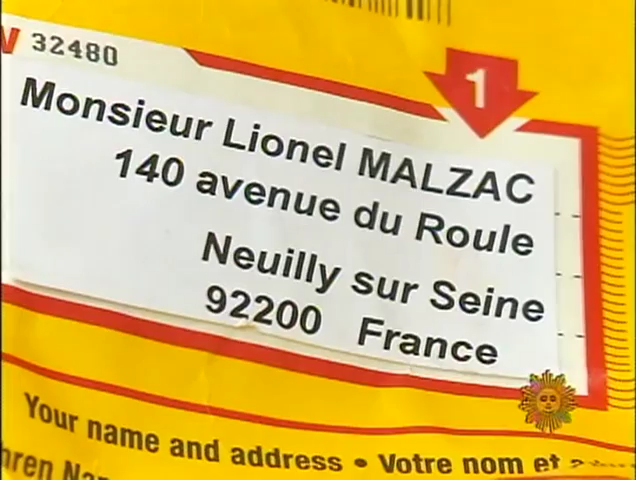 32480
1
Monsieur Lionel MALZAC
140 avenue du Roule
Neuilly sur Seine
92200 France
Your name and address • Votre nom et